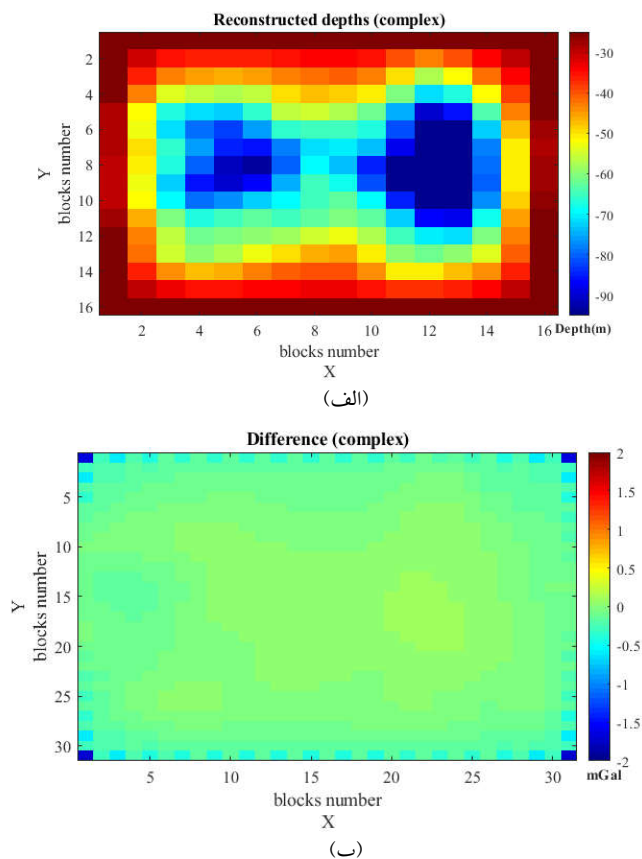 Reconstructed depths (complex)
2
4
6
8
10
12
14
16
Y
blocks number
2 4 6 8 10 12 14 16
blocks number
X
-30
-40
-50
-60
-70
-80
-90
Depth(m)
(الف)
Difference (complex)
5
10
15
20
25
30
Y
blocks number
5 10 15 20 25 30
blocks number
X
2
1.5
1
0.5
0
-0.5
-1
-1.5
-2
mGal
(ب)